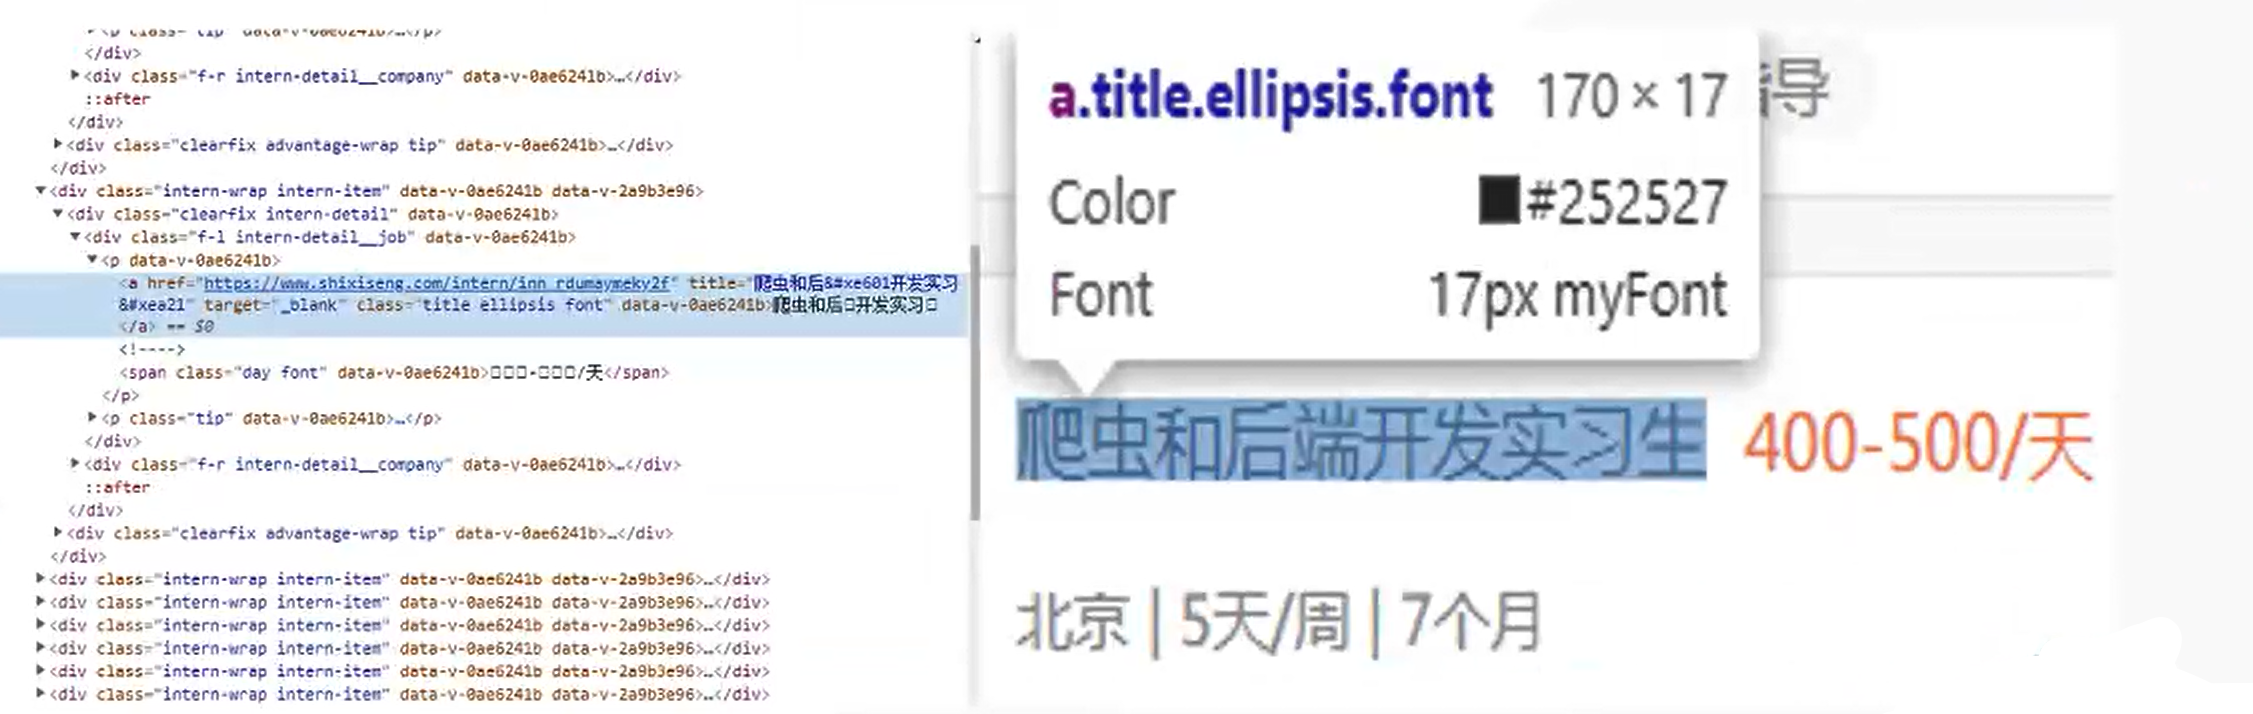 </div>
▶<div class="f-r intern-detail__company" data-v-0ae6241b>…</div>
::after
</div>
▶<div class="clearfix advantage-wrap tip" data-v-0ae6241b>…</div>
</div>
▼<div class="intern-wrap intern-item" data-v-0ae6241b data-v-2a9b3e96>
▼<div class="clearfix intern-detail" data-v-0ae6241b>
▼<div class="f-l intern-detail__job" data-v-0ae6241b>
▼<p data-v-0ae6241b>
<a href="https://www.shixiseng.com/intern/inn_rdumaymeky2f" title="爬虫和后&#xe601开发实习
&#xea21" target="_blank" class="title ellipsis font" data-v-0ae6241b>爬虫和后□开发实习□
</a> == $0
<!---->
<span class="day font" data-v-0ae6241b>□□□-□□□/天</span>
</p>
▶<p class="tip" data-v-0ae6241b>…</p>
</div>
▶<div class="f-r intern-detail__company" data-v-0ae6241b>…</div>
::after
</div>
▶<div class="clearfix advantage-wrap tip" data-v-0ae6241b>…</div>
</div>
▶<div class="intern-wrap intern-item" data-v-0ae6241b data-v-2a9b3e96>…</div>
▶<div class="intern-wrap intern-item" data-v-0ae6241b data-v-2a9b3e96>…</div>
▶<div class="intern-wrap intern-item" data-v-0ae6241b data-v-2a9b3e96>…</div>
▶<div class="intern-wrap intern-item" data-v-0ae6241b data-v-2a9b3e96>…</div>
▶<div class="intern-wrap intern-item" data-v-0ae6241b data-v-2a9b3e96>…</div>
▶<div class="intern-wrap intern-item" data-v-0ae6241b data-v-2a9b3e96>…</div>
a.title.ellipsis.font 170 × 17 导
Color #252527
Font 17px myFont
爬虫和后端开发实习生 400-500/天
北京 | 5天/周 | 7个月